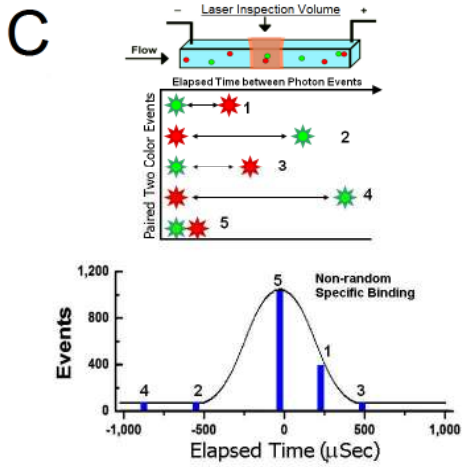 C
Laser Inspection Volume
– +
Flow
Elapsed Time between Photon Events
Paired Two Color Events
1
2
3
4
5
1,200
800
400
0
Events
Non-random
Specific Binding
5
1
4 2 3
-1,000 -500 0 500 1,000
Elapsed Time (μSec)